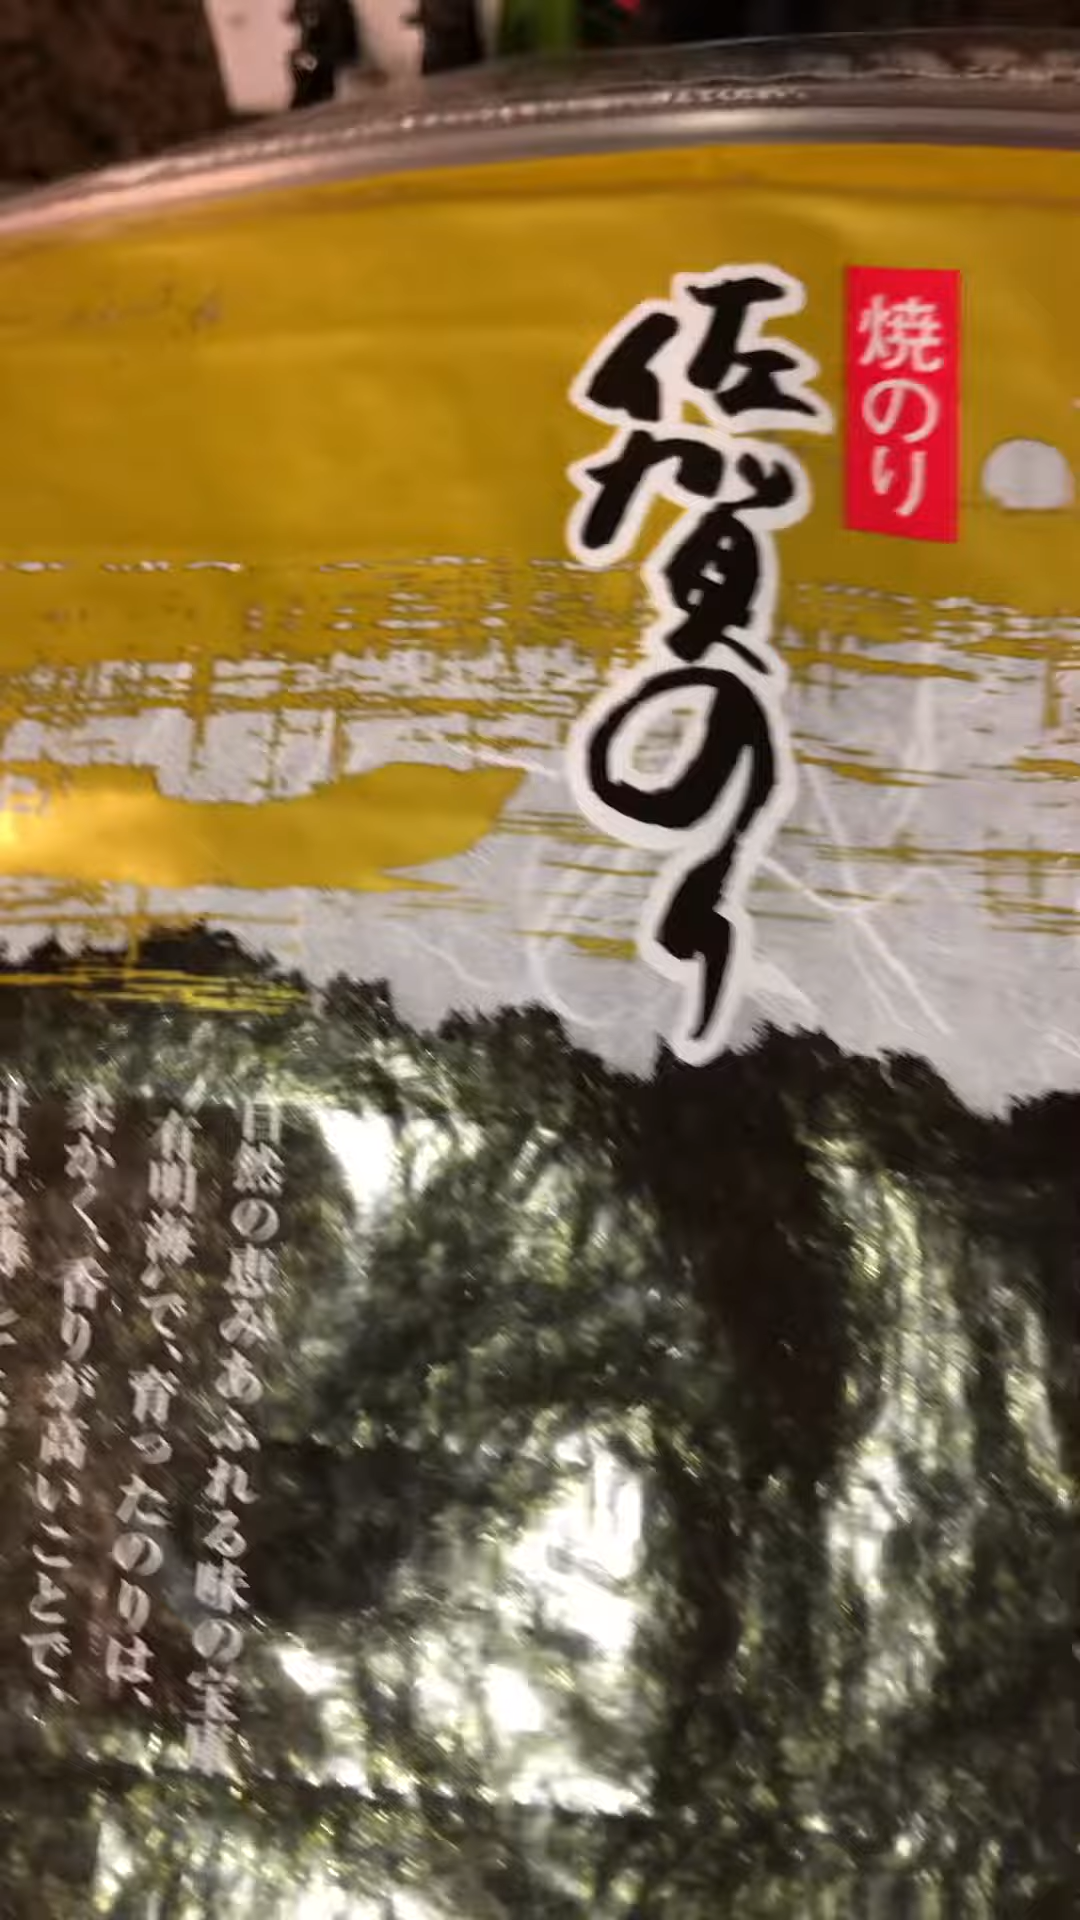 焼のり
佐賀のり
自然の恵みあふれる味の宝庫
有明海で、育ったのりは、
柔かく、香りが高いことで、